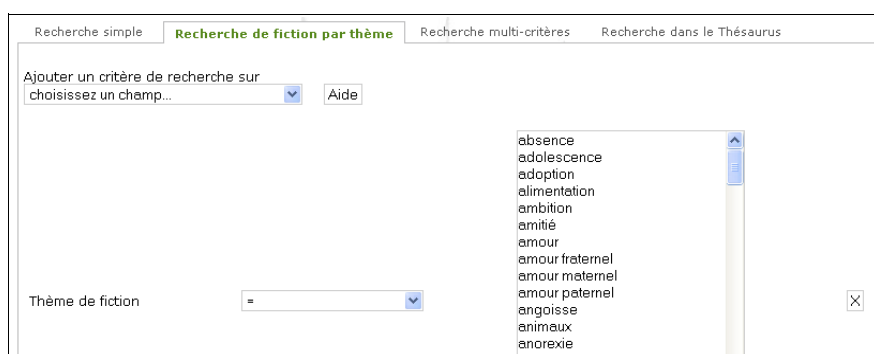 Recherche simple
Recherche de fiction par thème
Recherche multi-critères
Recherche dans le Thésaurus
Ajouter un critère de recherche sur
choisissez un champ...
Aide
absence
adolescence
adoption
alimentation
ambition
amitié
amour
amour fraternel
amour maternel
amour paternel
angoisse
animaux
anorexie
Thème de fiction
=
X